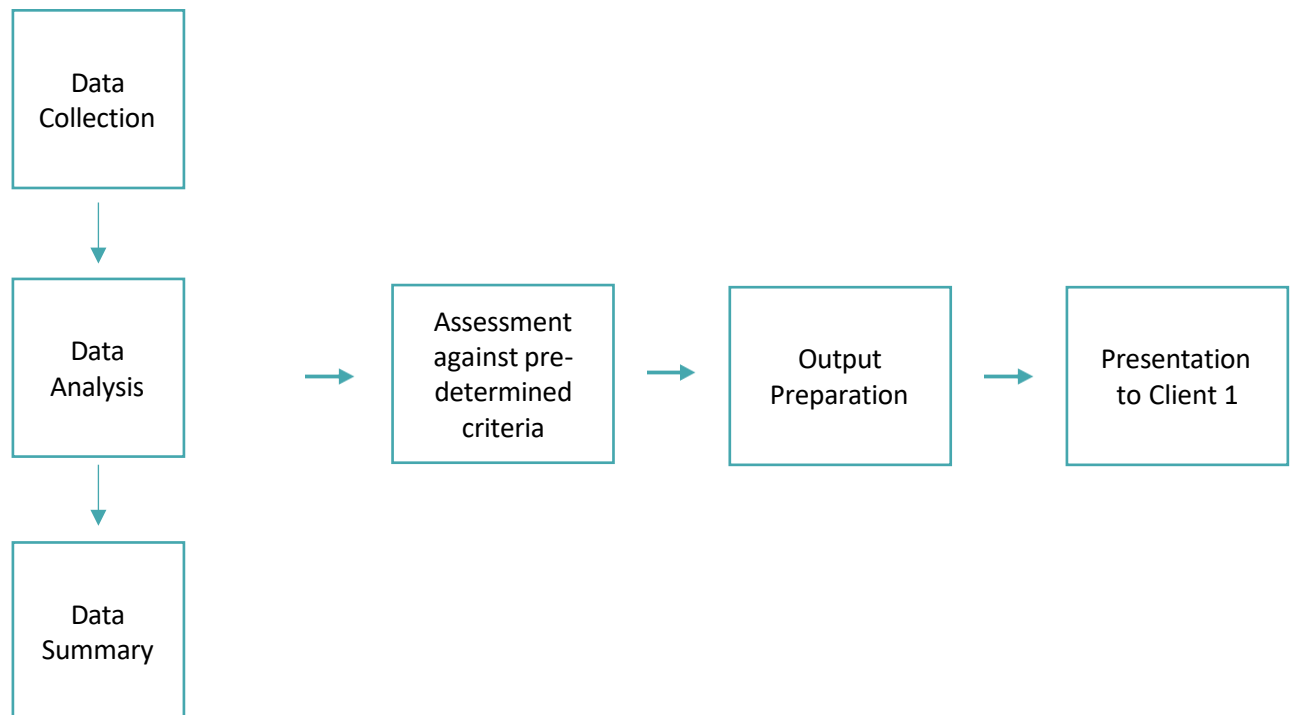 Data
Collection
Data
Analysis
Assessment
against pre-
determined
criteria
Output
Preparation
Presentation
to Client 1
Data
Summary